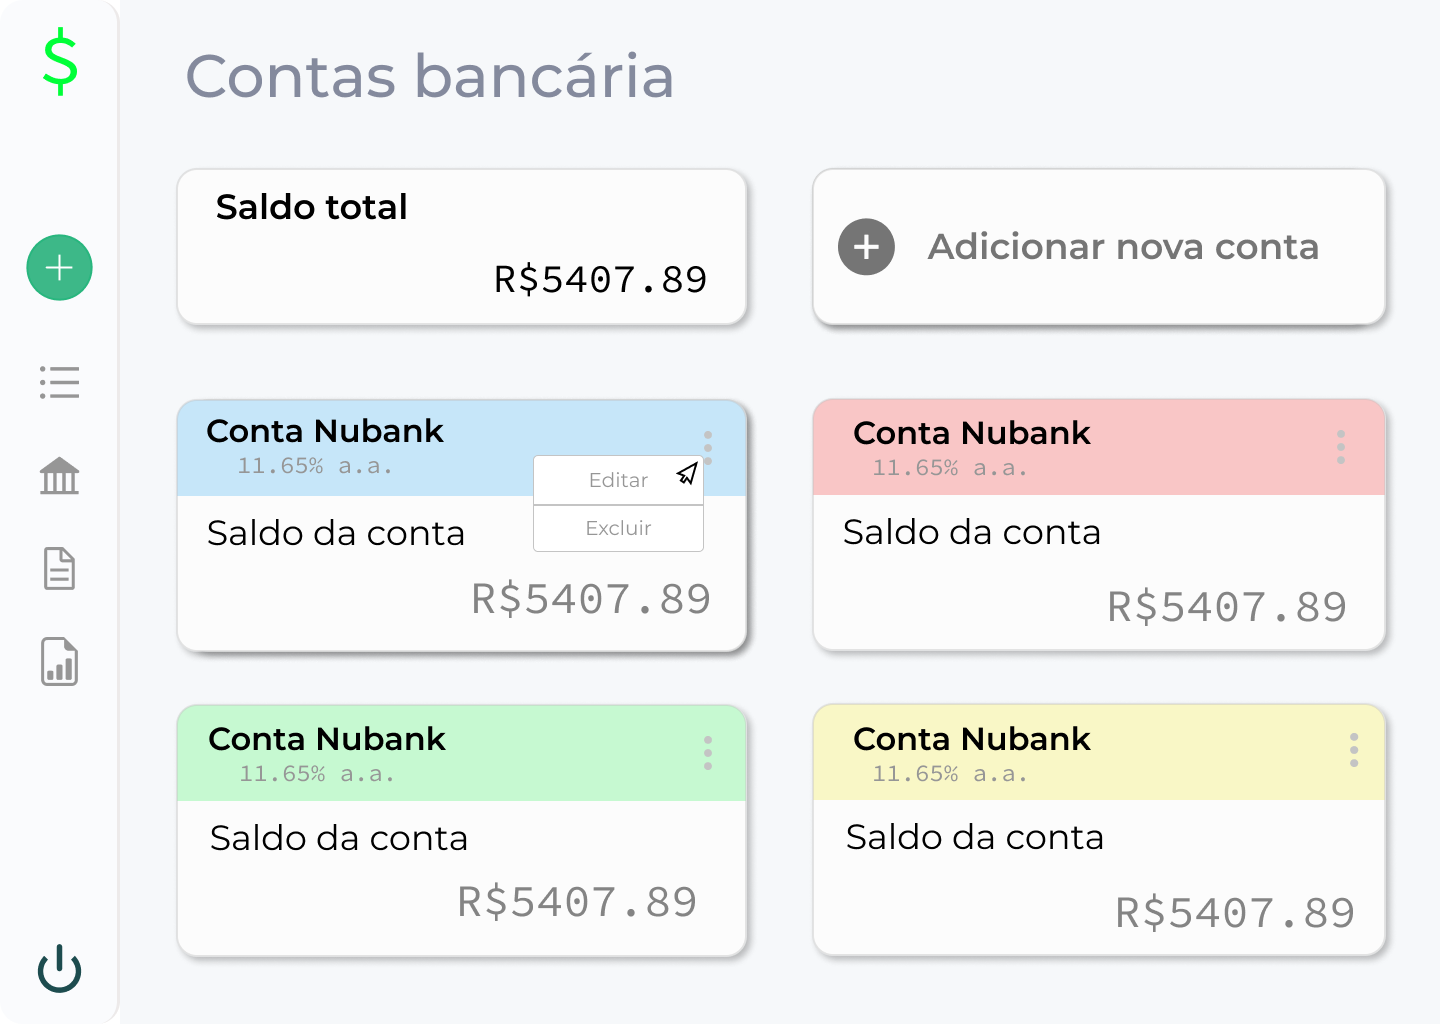 $
Contas bancária
Saldo total
R$5407.89
Adicionar nova conta
Conta Nubank
11.65% a.a.
Editar
Excluir
Saldo da conta
R$5407.89
Conta Nubank
11.65% a.a.
Saldo da conta
R$5407.89
Conta Nubank
11.65% a.a.
Saldo da conta
R$5407.89
Conta Nubank
11.65% a.a.
Saldo da conta
R$5407.89